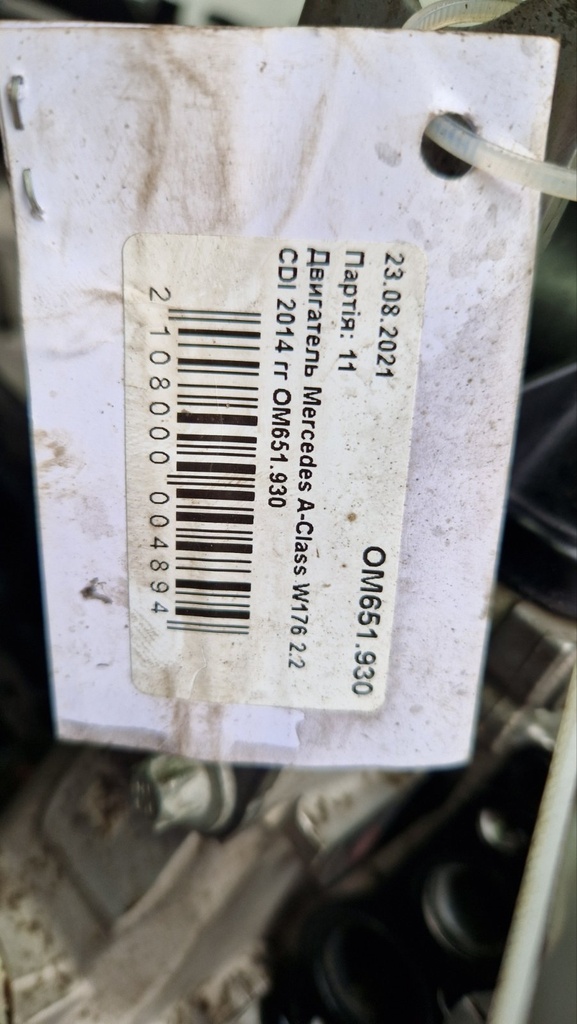 23.08.2021
Партія: 11
OM651.930
Двигатель Mercedes A-Class W176 2.2
CDI 2014 гг OM651.930
2 108000 004894